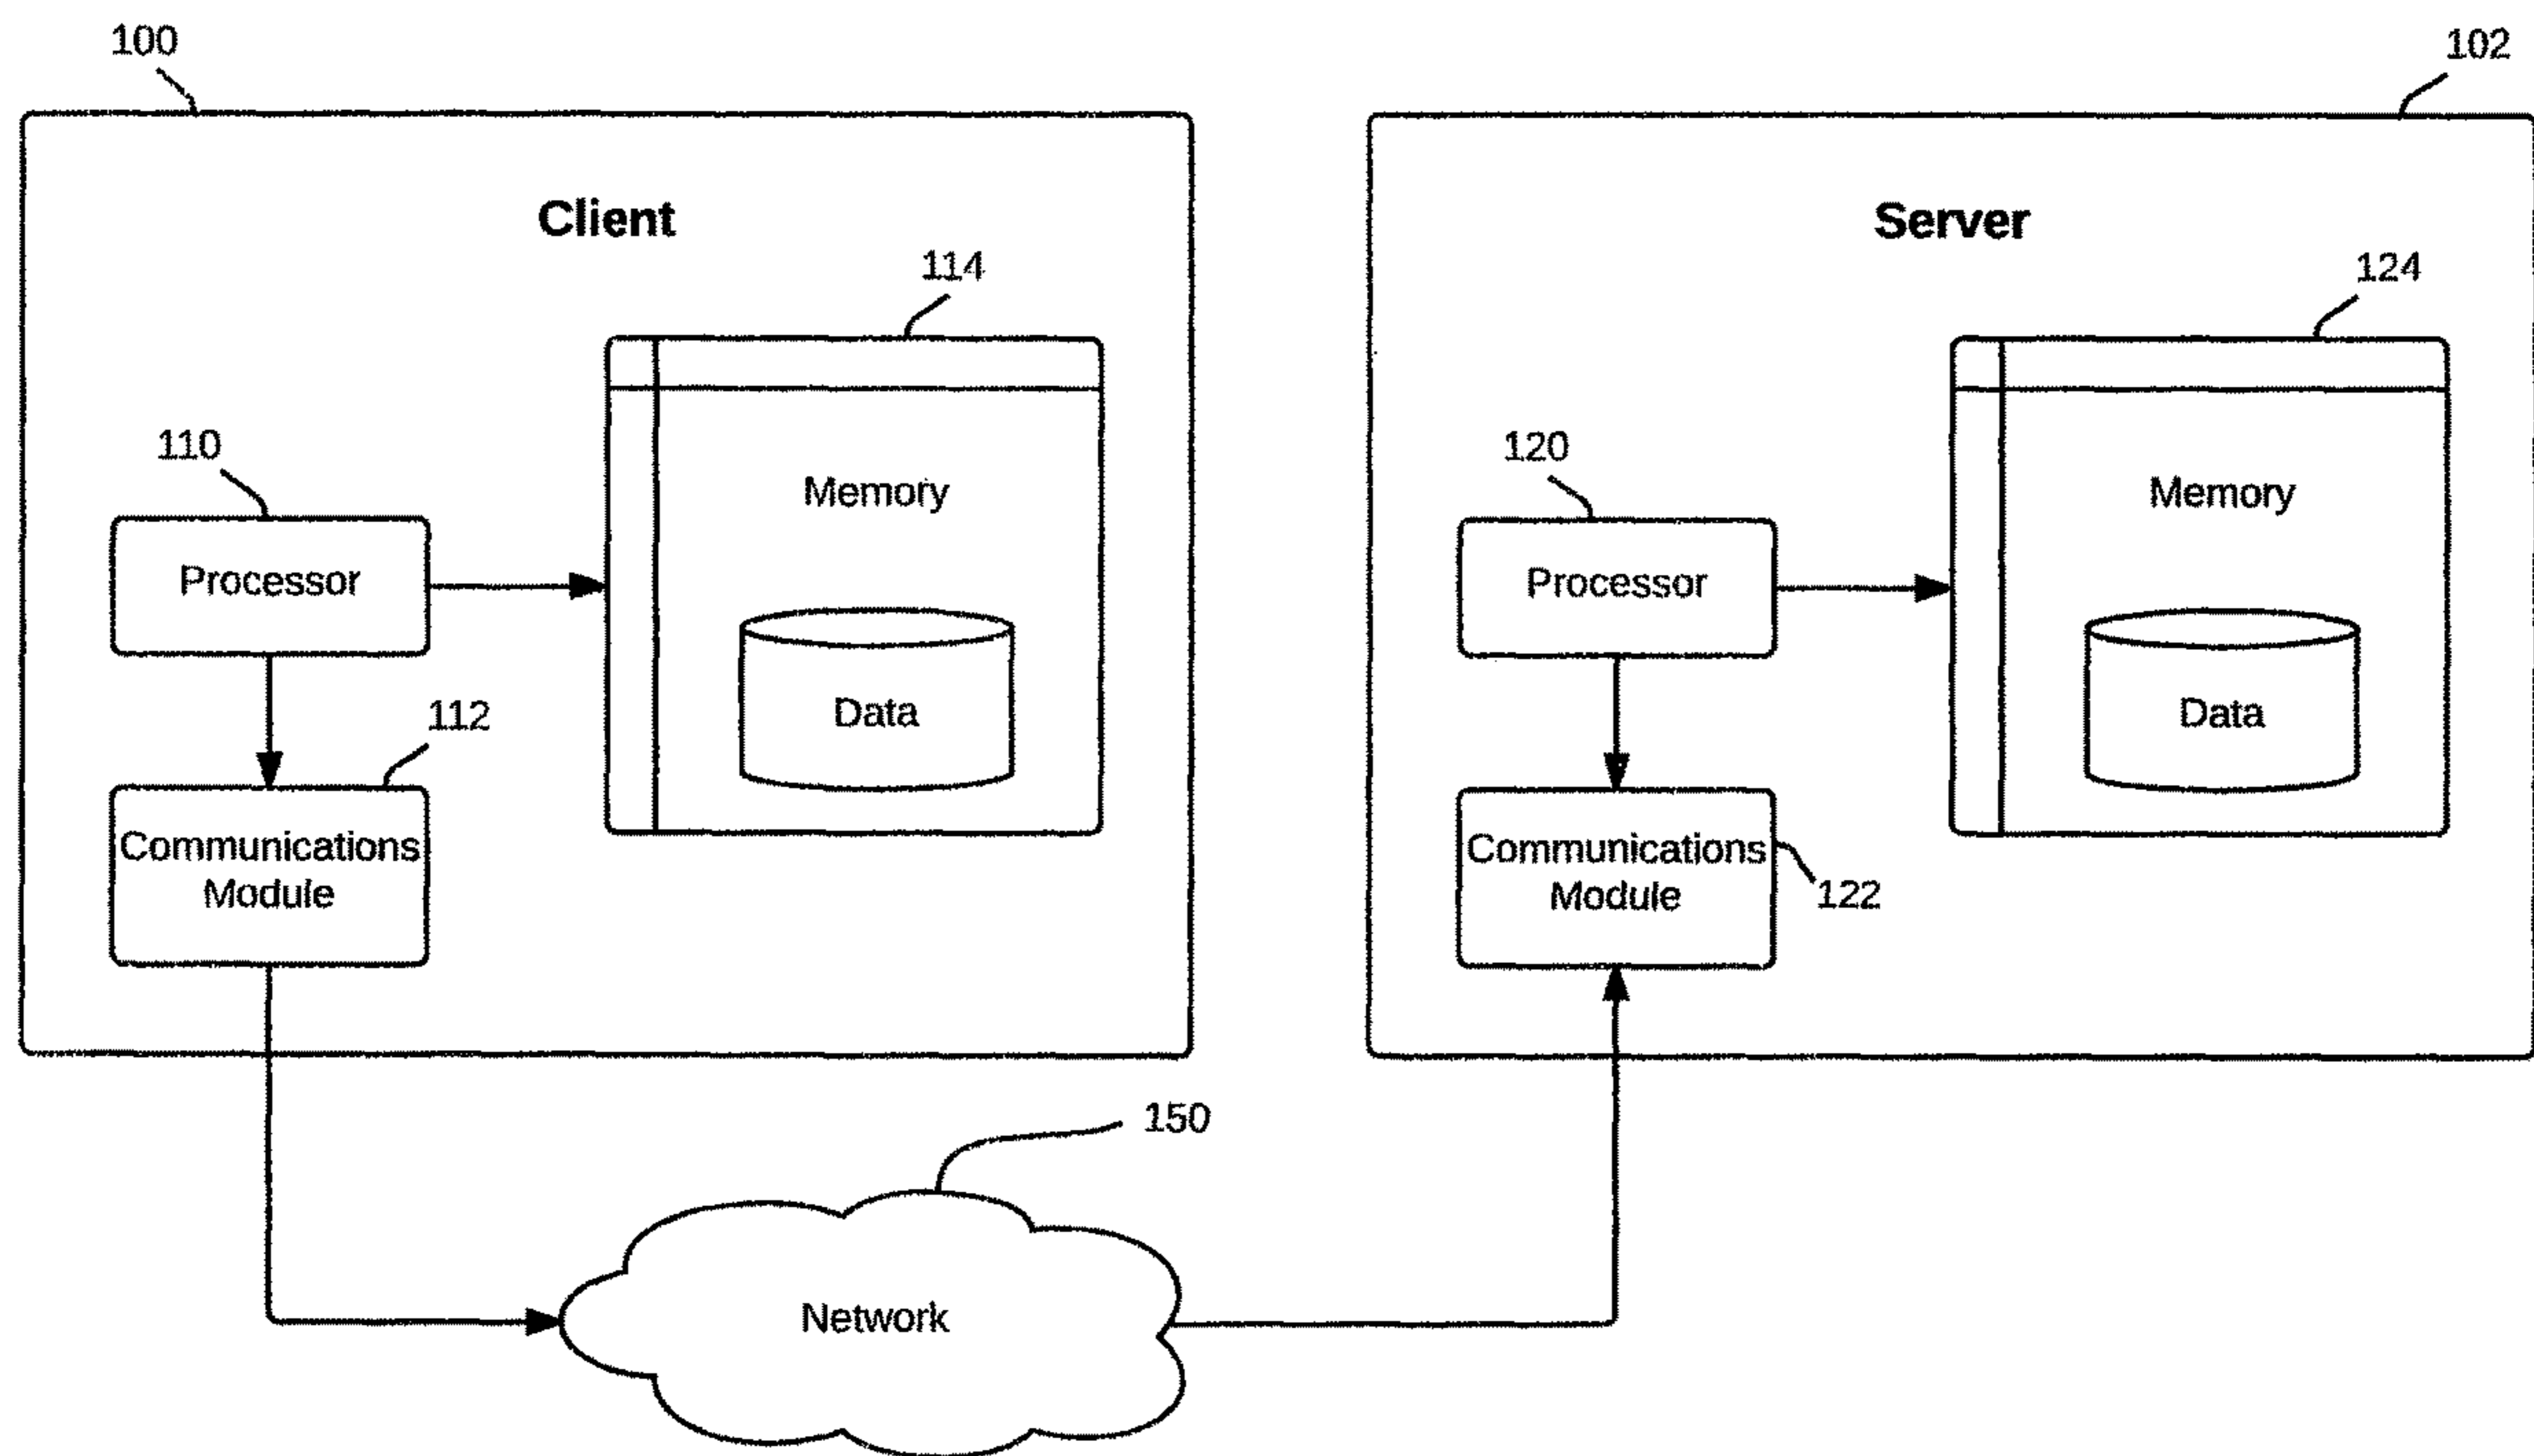 100
102
Client
Server
114
124
110
120
Memory
Memory
Processor
Processor
112
Data
Data
Communications
Module
Communications
Module
122
150
Network